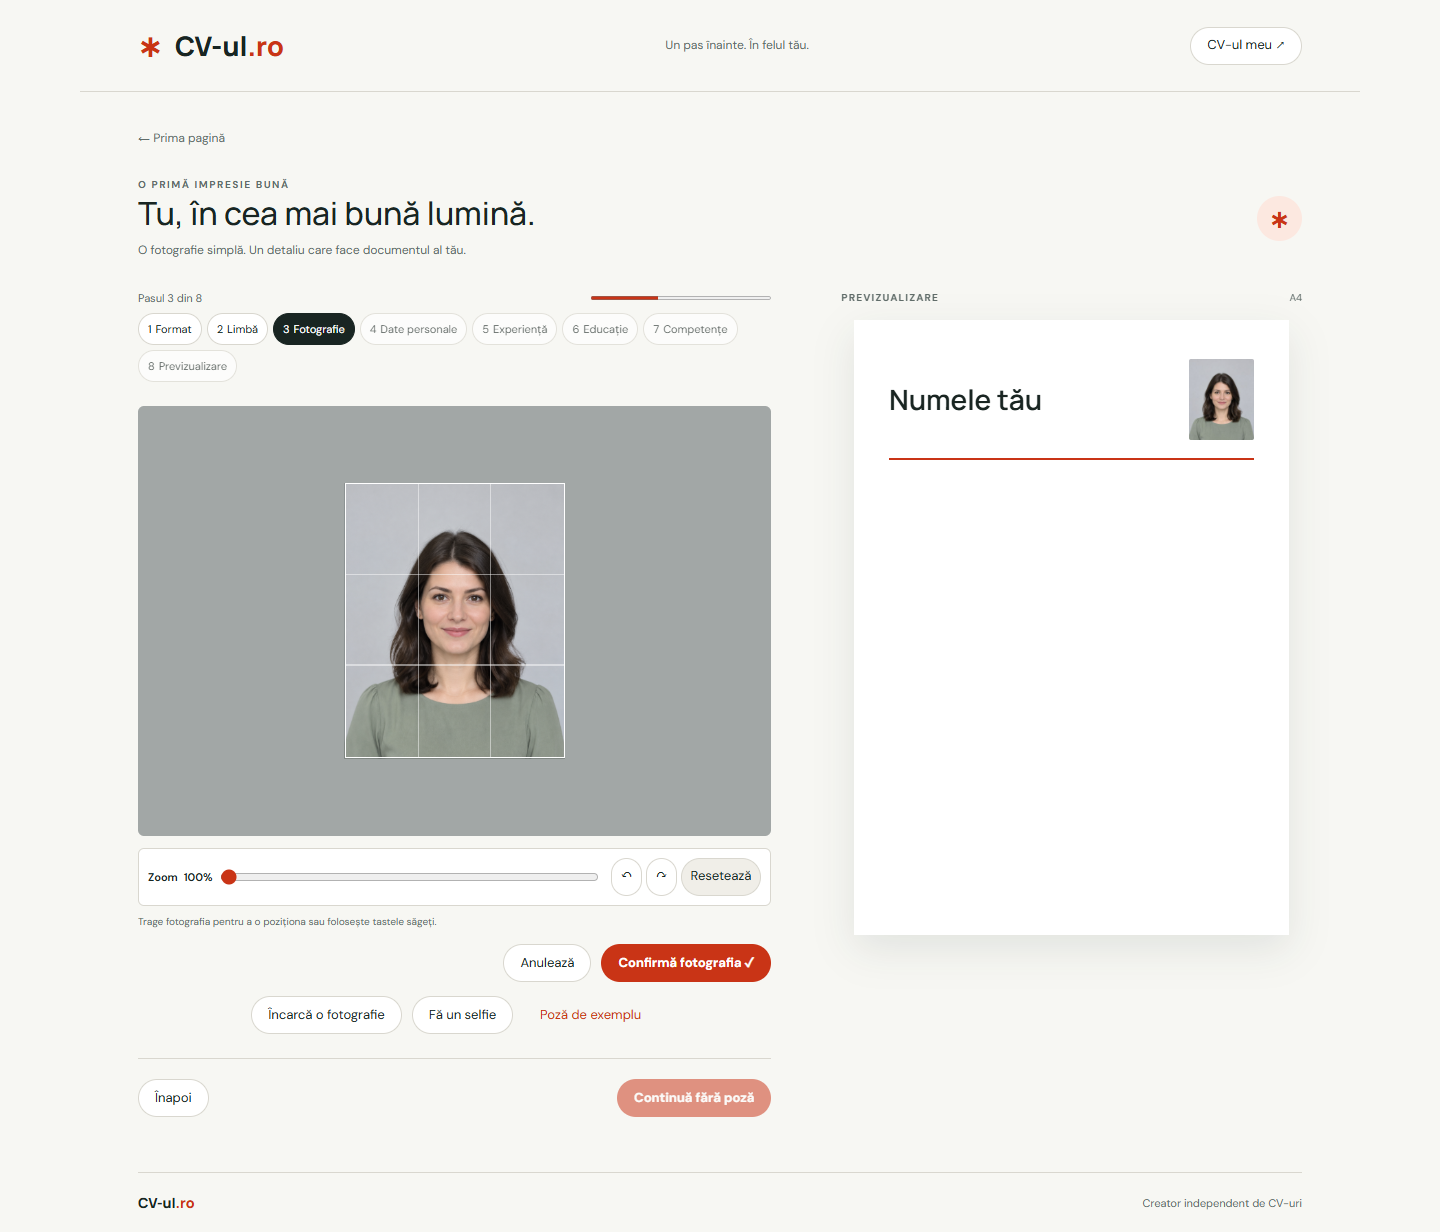 CV-ul.ro
Un pas înainte. În felul tău.
CV-ul meu ↗
← Prima pagină
O PRIMĂ IMPRESIE BUNĂ
Tu, în cea mai bună lumină.
O fotografie simplă. Un detaliu care face documentul al tău.
Pasul 3 din 8
1 Format
2 Limbă
3 Fotografie
4 Date personale
5 Experiență
6 Educație
7 Competențe
8 Previzualizare
PREVIZUALIZARE
A4
Numele tău
Zoom 100%
Resetează
Trage fotografia pentru a o poziționa sau folosește tastele săgeți.
Anulează
Confirmă fotografia ✓
Încarcă o fotografie
Fă un selfie
Poză de exemplu
Înapoi
Continuă fără poză
CV-ul.ro
Creator independent de CV-uri